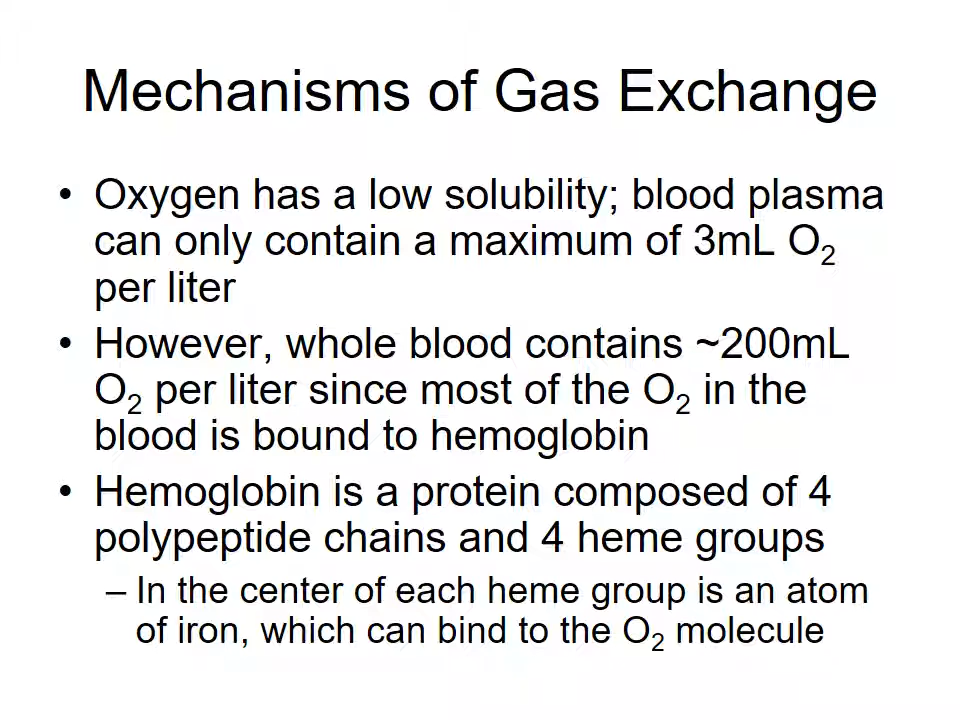 Mechanisms of Gas Exchange
• Oxygen has a low solubility; blood plasma
can only contain a maximum of 3mL O₂
per liter
• However, whole blood contains ~200mL
O₂ per liter since most of the O₂ in the
blood is bound to hemoglobin
• Hemoglobin is a protein composed of 4
polypeptide chains and 4 heme groups
– In the center of each heme group is an atom
of iron, which can bind to the O₂ molecule